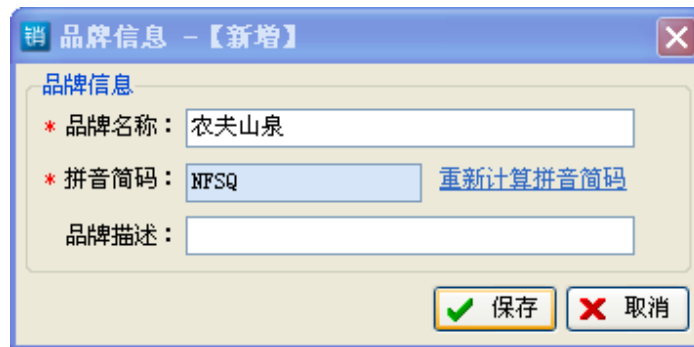 销 品牌信息 -【新增】
品牌信息
* 品牌名称： 农夫山泉
* 拼音简码： NFSQ 重新计算拼音简码
品牌描述：
保存 取消